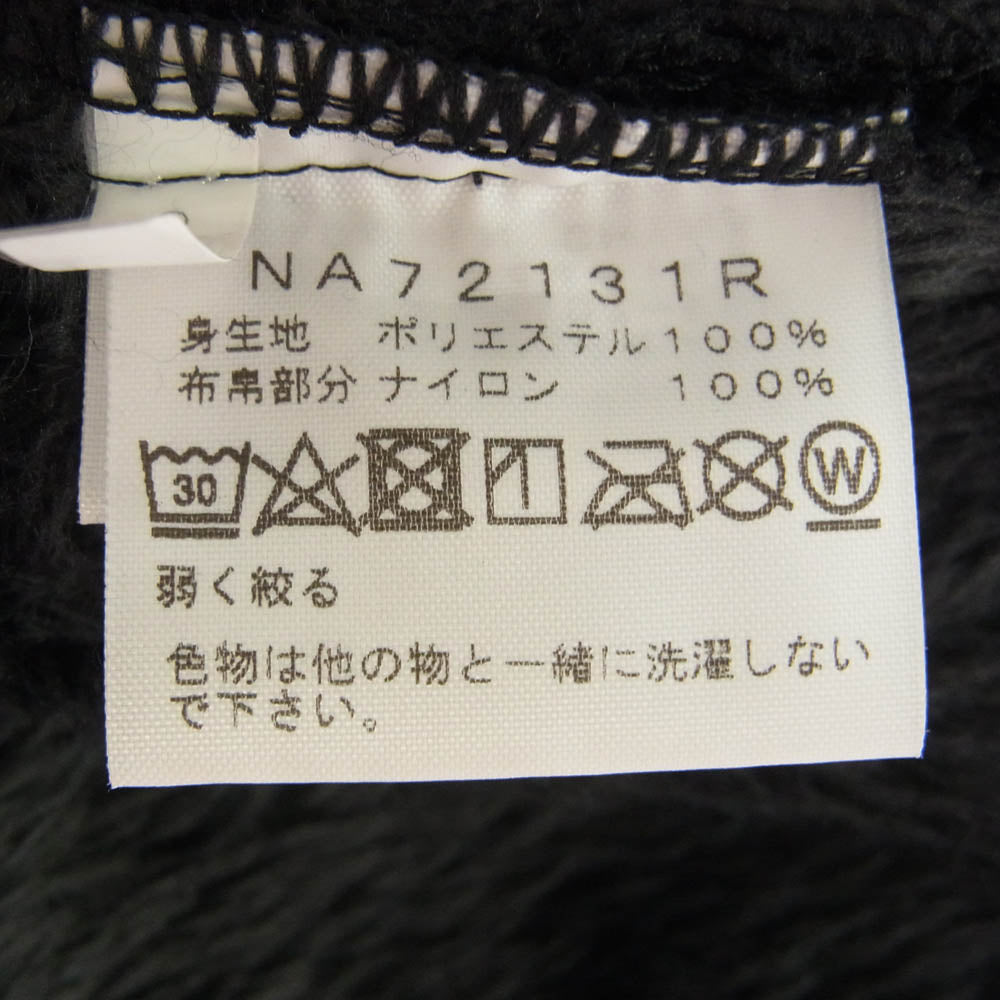 NA72131R
身生地 ポリエステル100%
布帛部分 ナイロン 100%
30 W
弱く絞る
色物は他の物と一緒に洗濯しない
で下さい。